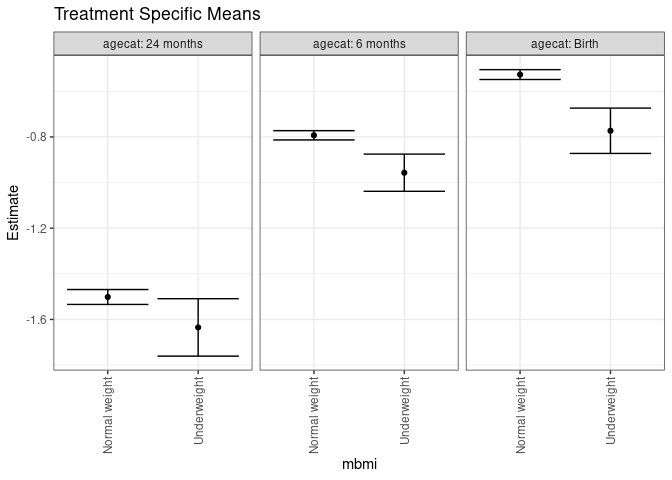 Treatment Specific Means
agecat: 24 months
agecat: 6 months
agecat: Birth
Estimate
-0.8
-1.2
-1.6
Normal weight
Underweight
Normal weight
Underweight
Normal weight
Underweight
mbmi